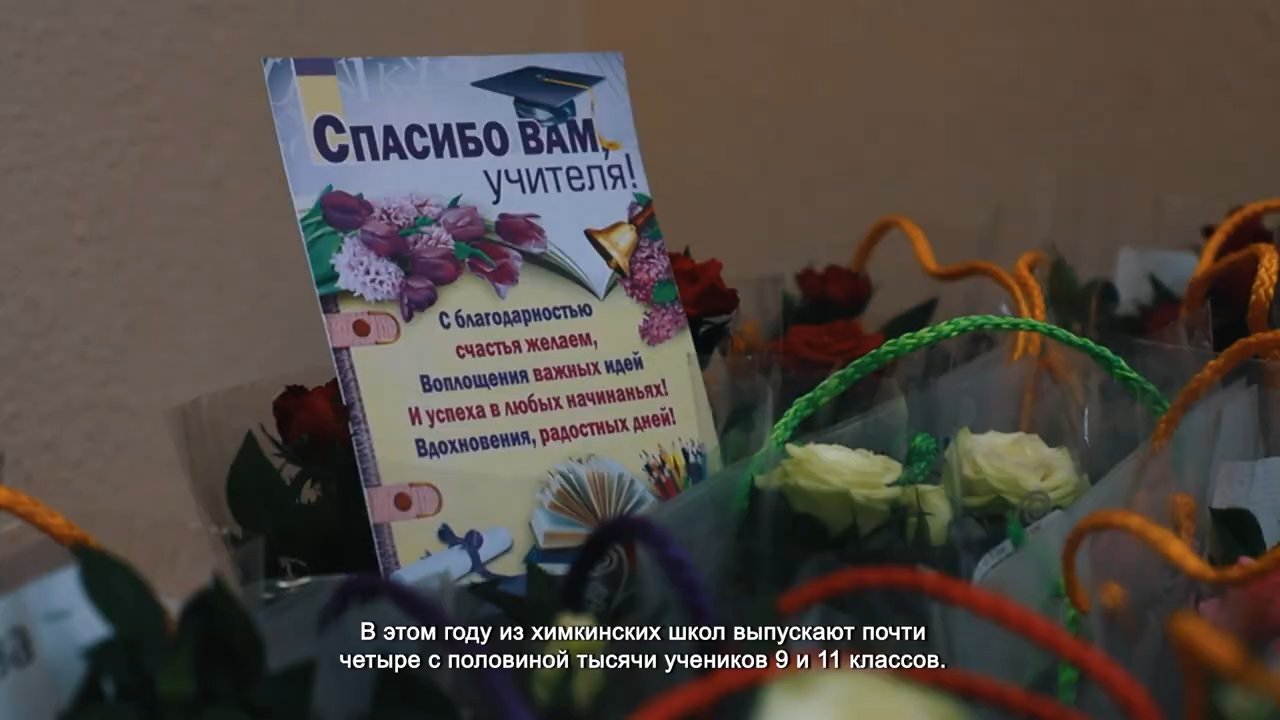 Спасибо вам,
учителя!
С благодарностью
счастья желаем,
Воплощения важных идей
И успеха в любых начинаньях!
Вдохновения, радостных дней!
В этом году из химкинских школ выпускают почти
четыре с половиной тысячи учеников 9 и 11 классов.